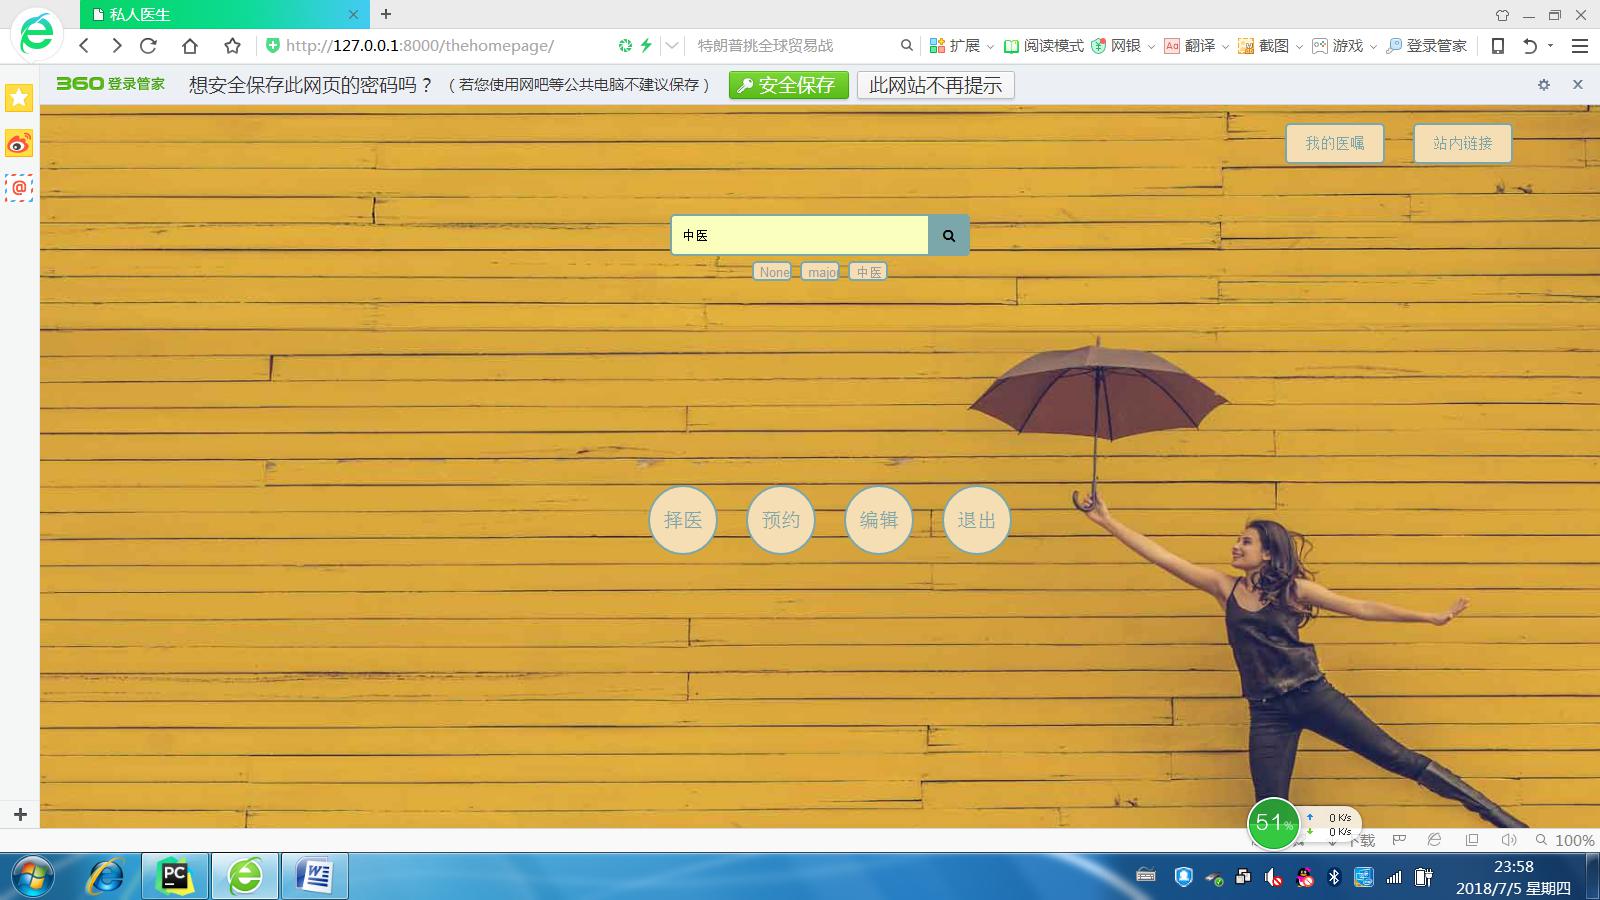 私人医生
http://127.0.0.1:8000/thehomepage/
特朗普挑全球贸易战
扩展
阅读模式
网银
翻译
截图
游戏
登录管家
360登录管家
想安全保存此网页的密码吗？
（若您使用网吧等公共电脑不建议保存）
安全保存
此网站不再提示
我的医嘱
站内链接
中医
None
major
中医
择医
预约
编辑
退出
51%
0 K/s
0 K/s
下载
100%
PC
23:58
2018/7/5 星期四